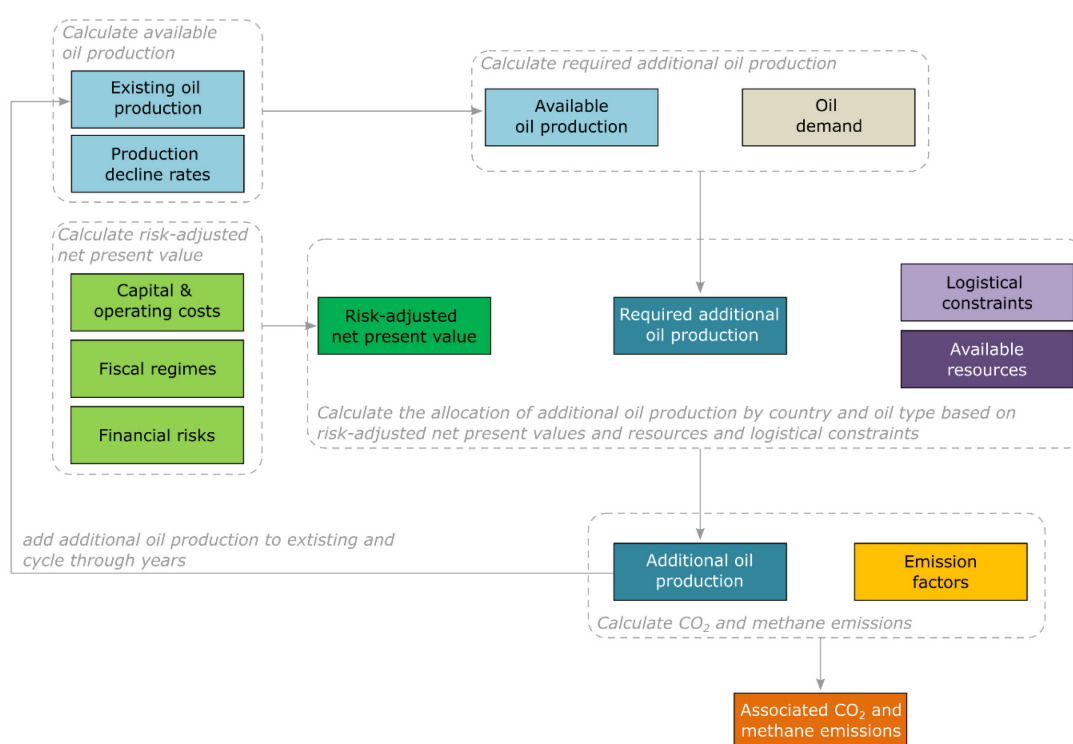 Calculate available
oil production
Existing oil
production
Production
decline rates
Calculate required additional oil production
Available
oil production
Oil
demand
Calculate risk-adjusted
net present value
Capital &
operating costs
Fiscal regimes
Financial risks
Risk-adjusted
net present value
Required additional
oil production
Logistical
constraints
Available
resources
Calculate the allocation of additional oil production by country and oil type based on
risk-adjusted net present values and resources and logistical constraints
add additional oil production to extisting and
cycle through years
Additional oil
production
Emission
factors
Calculate CO₂ and methane emissions
Associated CO₂ and
methane emissions